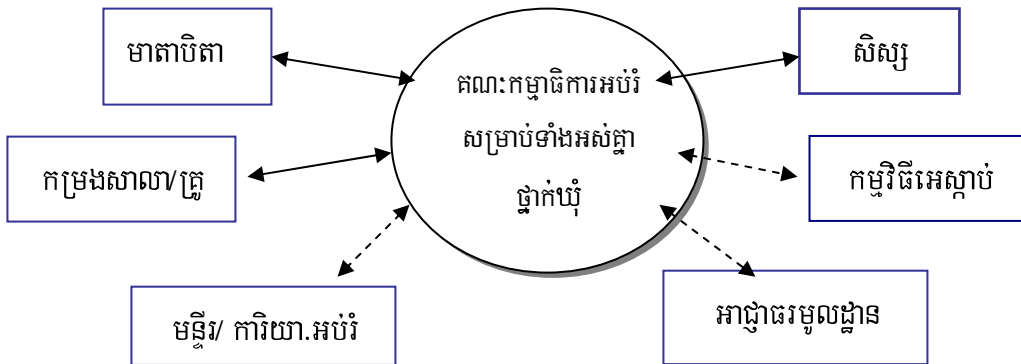 មាតាបិតា
សិស្ស
គណៈកម្មាធិការអប់រំ
សម្រាប់ទាំងអស់គ្នា
ថ្នាក់ឃុំ
កម្រងសាលា/គ្រូ
កម្មវិធីអេស្កាប់
មន្ទីរ/ ការិយា.អប់រំ
អាជ្ញាធរមូលដ្ឋាន